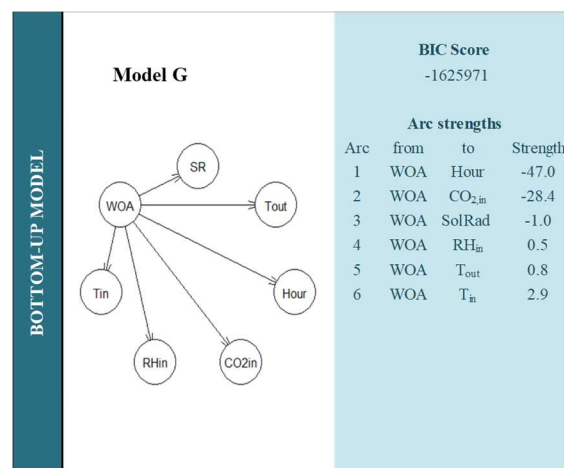 BOTTOM-UP MODEL
Model G
SR
WOA
Tout
Tin
Hour
RHin
CO2in
BIC Score
-1625971
Arc strengths
Arc from to Strength
1 WOA Hour -47.0
2 WOA CO2,in -28.4
3 WOA SolRad -1.0
4 WOA RHin 0.5
5 WOA Tout 0.8
6 WOA Tin 2.9